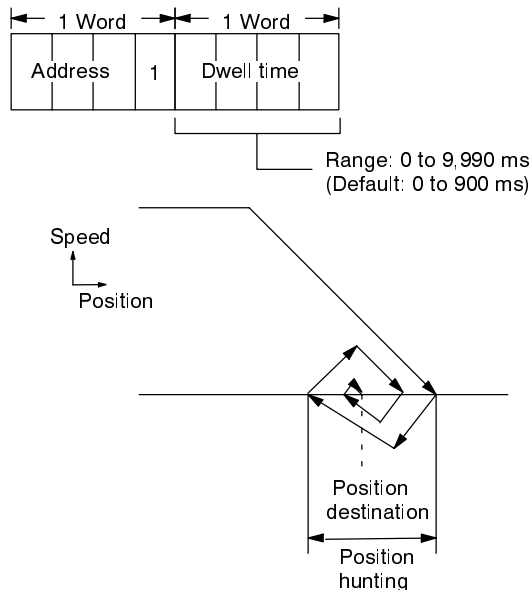 1 Word 1 Word
Address 1 Dwell time
Range: 0 to 9,990 ms
(Default: 0 to 900 ms)
Speed
Position
Position
destination
Position
hunting